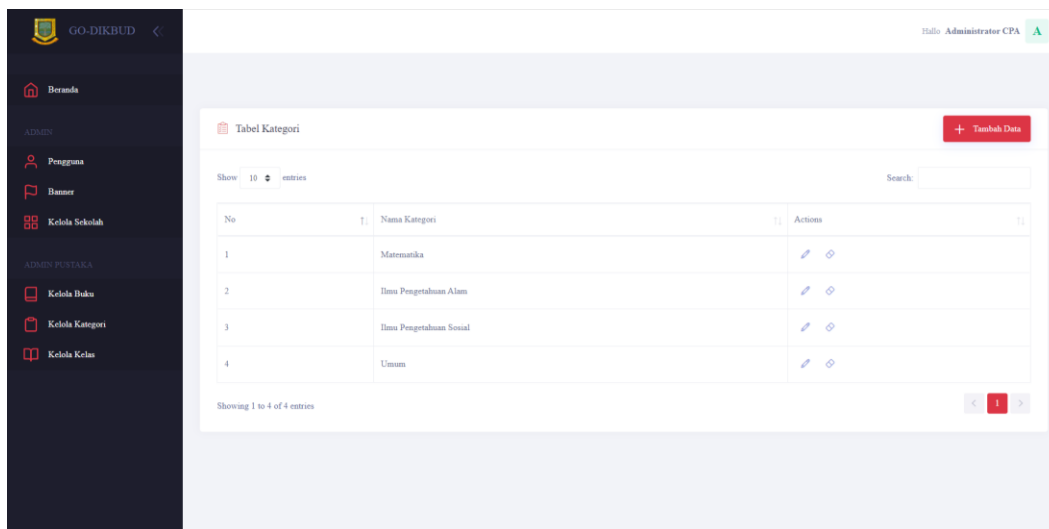 GO-DIKBUD
Hallo Administrator CPA A
Beranda
ADMIN
Pengguna
Banner
Kelola Sekolah
ADMIN PUSTAKA
Kelola Buku
Kelola Kategori
Kelola Kelas
Tabel Kategori
+ Tambah Data
Show 10 entries
Search:
No Nama Kategori Actions
1 Matematika
2 Ilmu Pengetahuan Alam
3 Ilmu Pengetahuan Sosial
4 Umum
Showing 1 to 4 of 4 entries
< 1 >